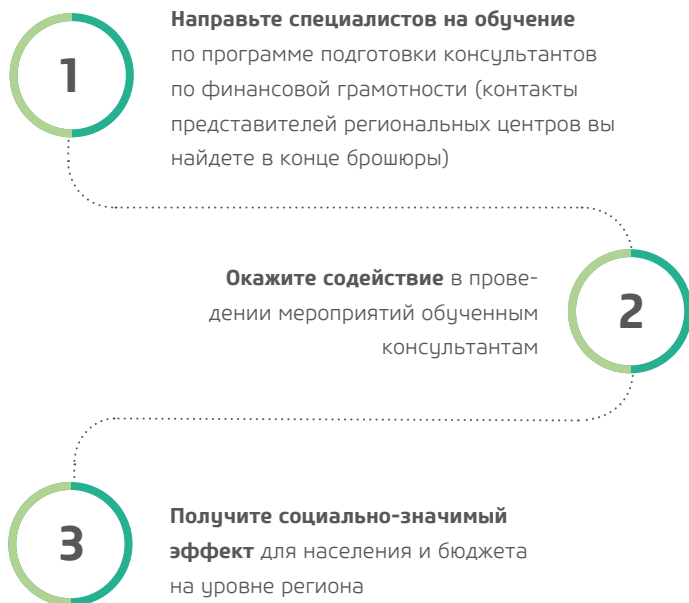 1
Направьте специалистов на обучение
по программе подготовки консультантов
по финансовой грамотности (контакты
представителей региональных центров вы
найдете в конце брошюры)
Окажите содействие в прове-
дении мероприятий обученным
консультантам
2
3
Получите социально-значимый
эффект для населения и бюджета
на уровне региона